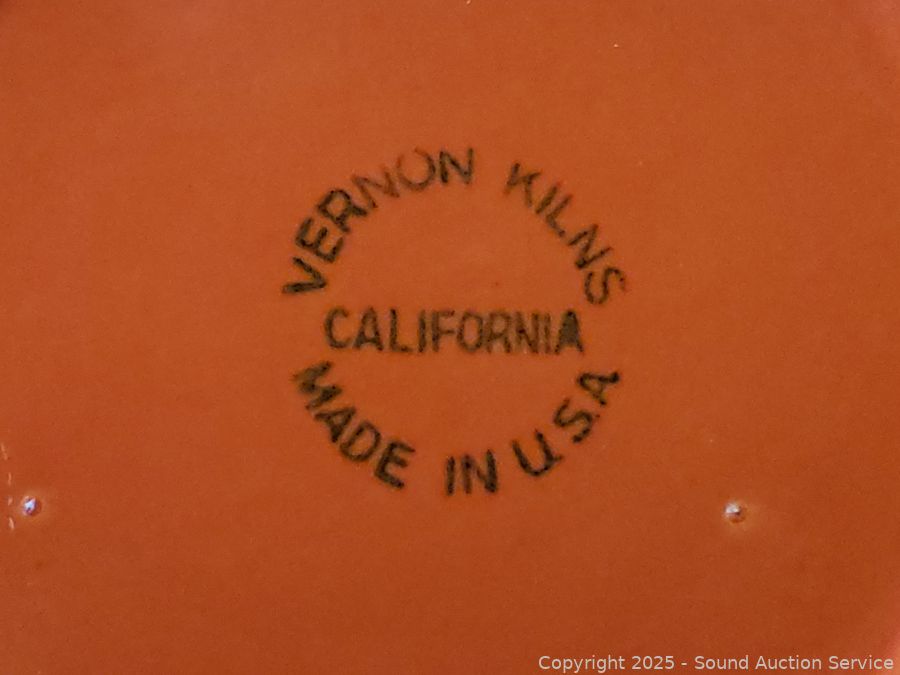 VERNON KILNS
CALIFORNIA
MADE IN U.S.A
Copyright 2025 - Sound Auction Service